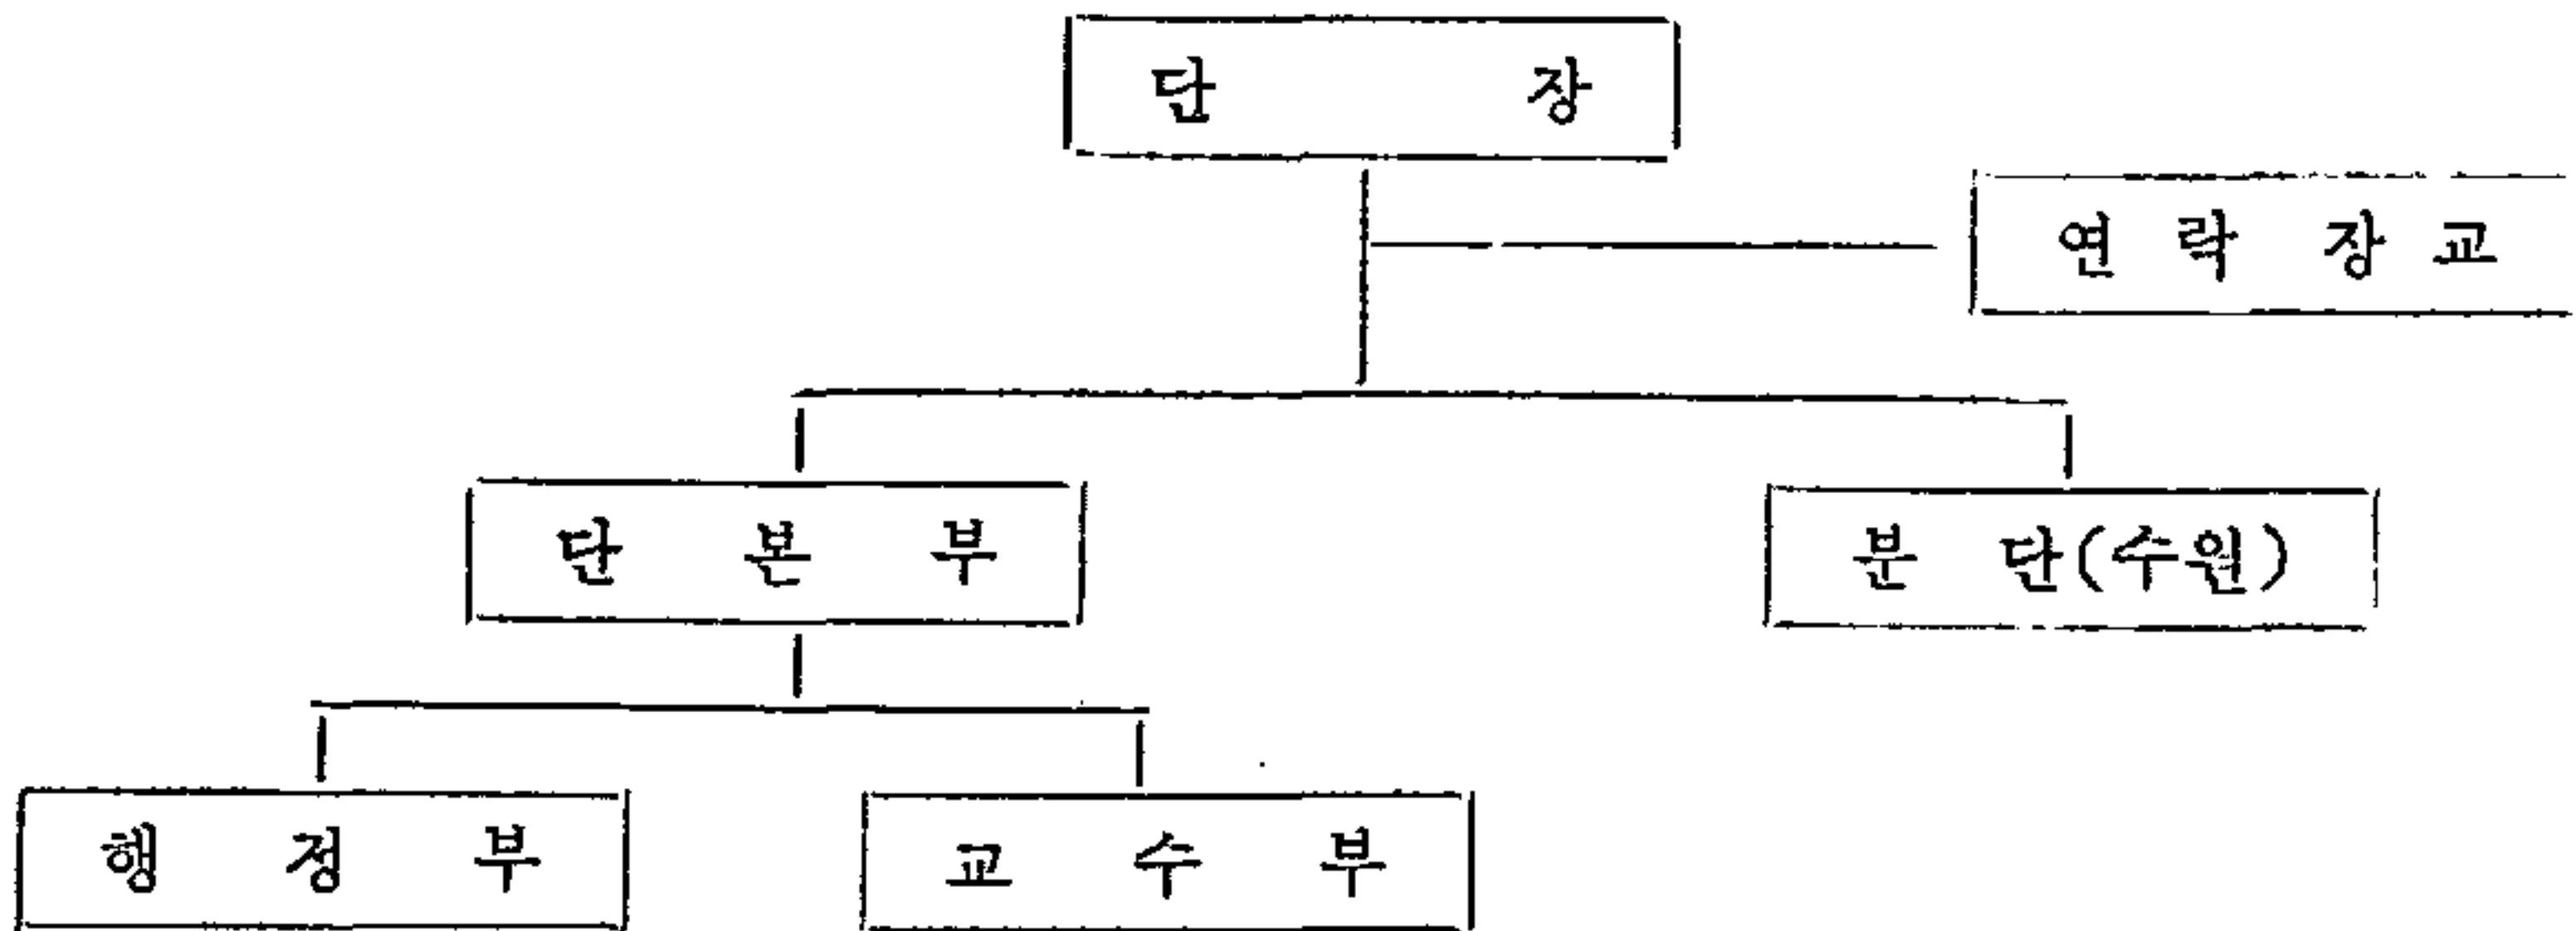 단 장
연 락 장 교
단 본 부
분 단(수원)
행 정 부
교 수 부